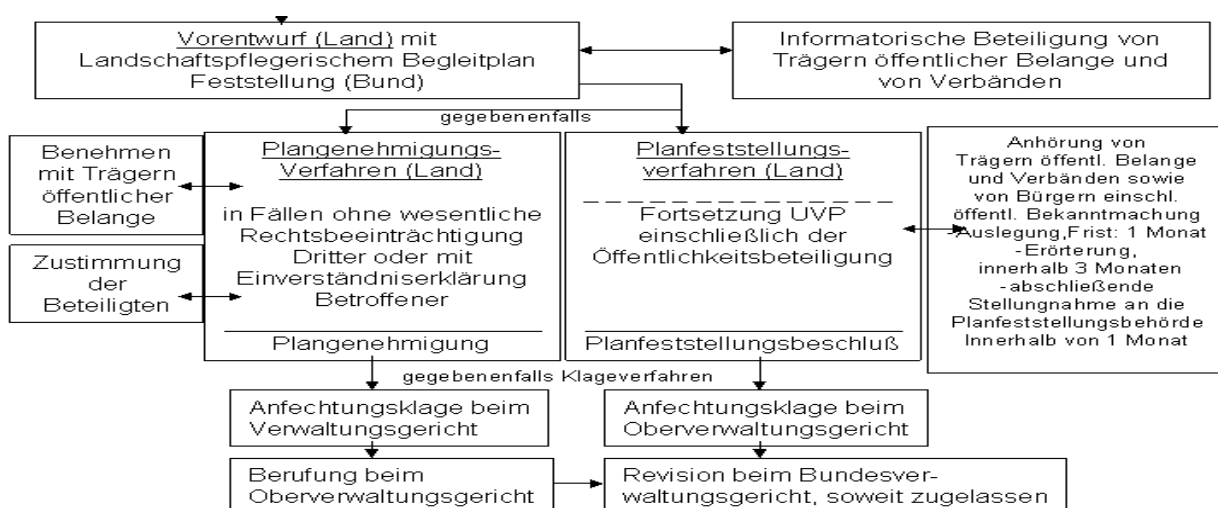 Vorentwurf (Land) mit
Landschaftspflegerischem Begleitplan
Feststellung (Bund)
Informatorische Beteiligung von
Trägern öffentlicher Belange und
von Verbänden
gegebenenfalls
Benehmen
mit Trägern
öffentlicher
Belange
Zustimmung
der
Beteiligten
Plangenehmigungs-
Verfahren (Land)
in Fällen ohne wesentliche
Rechtsbeeinträchtigung
Dritter oder mit
Einverständniserklärung
Betroffener
Plangenehmigung
Planfeststellungs-
verfahren (Land)
Fortsetzung UVP
einschließlich der
Öffentlichkeitsbeteiligung
Planfeststellungsbeschluß
Anhörung von
Trägern öffentl. Belange
und Verbänden sowie
von Bürgern einschl.
öffentl. Bekanntmachung
-Auslegung,Frist: 1 Monat
-Erörterung,
innerhalb 3 Monaten
-abschließende
Stellungnahme an die
Planfeststellungsbehörde
Innerhalb von 1 Monat
gegebenenfalls Klageverfahren
Anfechtungsklage beim
Verwaltungsgericht
Anfechtungsklage beim
Oberverwaltungsgericht
Berufung beim
Oberverwaltungsgericht
Revision beim Bundesver-
waltungsgericht, soweit zugelassen